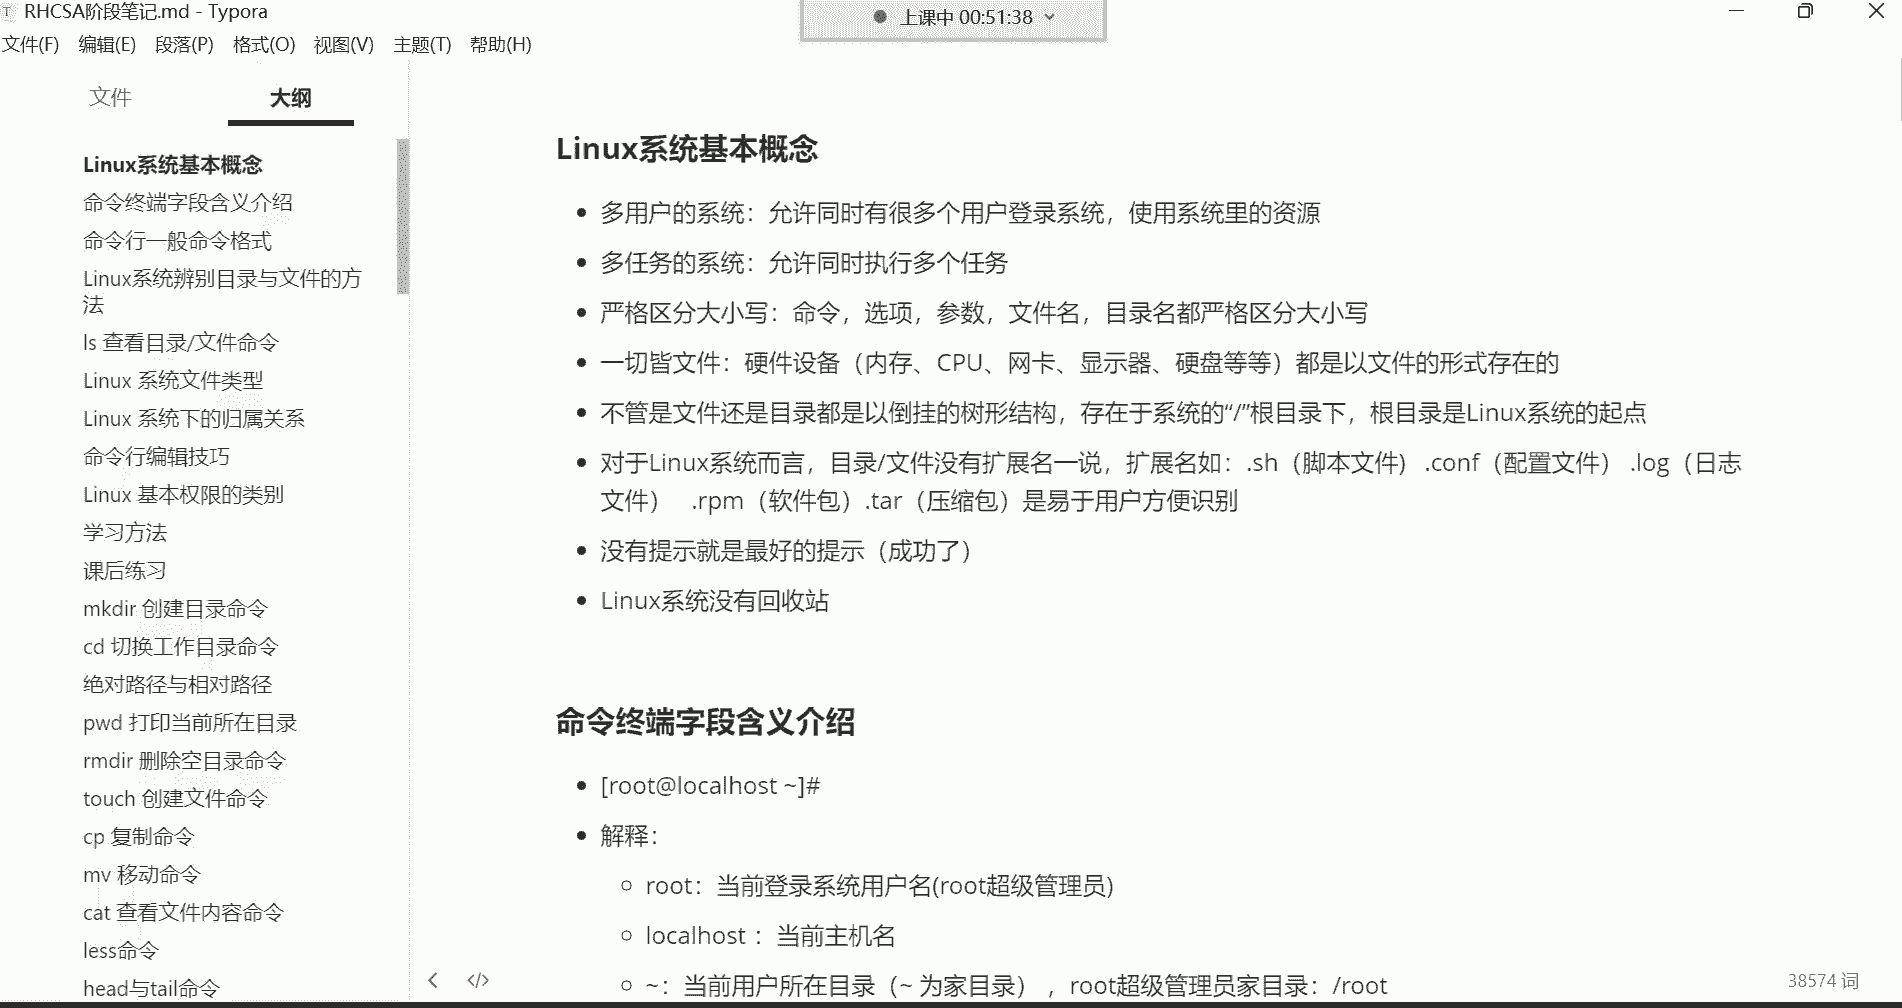 RHCSA阶段笔记.md - Typora
上课中 00:51:38
文件(F) 编辑(E) 段落(P) 格式(O) 视图(V) 主题(T) 帮助(H)
文件 大纲
Linux系统基本概念
命令终端字段含义介绍
命令行一般命令格式
Linux系统辨别目录与文件的方
法
ls 查看目录/文件命令
Linux 系统文件类型
Linux 系统下的归属关系
命令行编辑技巧
Linux 基本权限的类别
学习方法
课后练习
mkdir 创建目录命令
cd 切换工作目录命令
绝对路径与相对路径
pwd 打印当前所在目录
rmdir 删除空目录命令
touch 创建文件命令
cp 复制命令
mv 移动命令
cat 查看文件内容命令
less命令
head与tail命令
Linux系统基本概念
多用户的系统：允许同时有很多个用户登录系统，使用系统里的资源
多任务的系统：允许同时执行多个任务
严格区分大小写：命令，选项，参数，文件名，目录名都严格区分大小写
一切皆文件：硬件设备（内存、CPU、网卡、显示器、硬盘等等）都是以文件的形式存在的
不管是文件还是目录都是以倒挂的树形结构，存在于系统的“/”根目录下，根目录是Linux系统的起点
对于Linux系统而言，目录/文件没有扩展名一说，扩展名如：.sh（脚本文件）.conf（配置文件） .log（日志
文件） .rpm（软件包）.tar（压缩包）是易于用户方便识别
没有提示就是最好的提示（成功了）
Linux系统没有回收站
命令终端字段含义介绍
[root@localhost ~]#
解释：
root：当前登录系统用户名(root超级管理员)
localhost ：当前主机名
~：当前用户所在目录（~ 为家目录） ，root超级管理员家目录：/root
38574 词